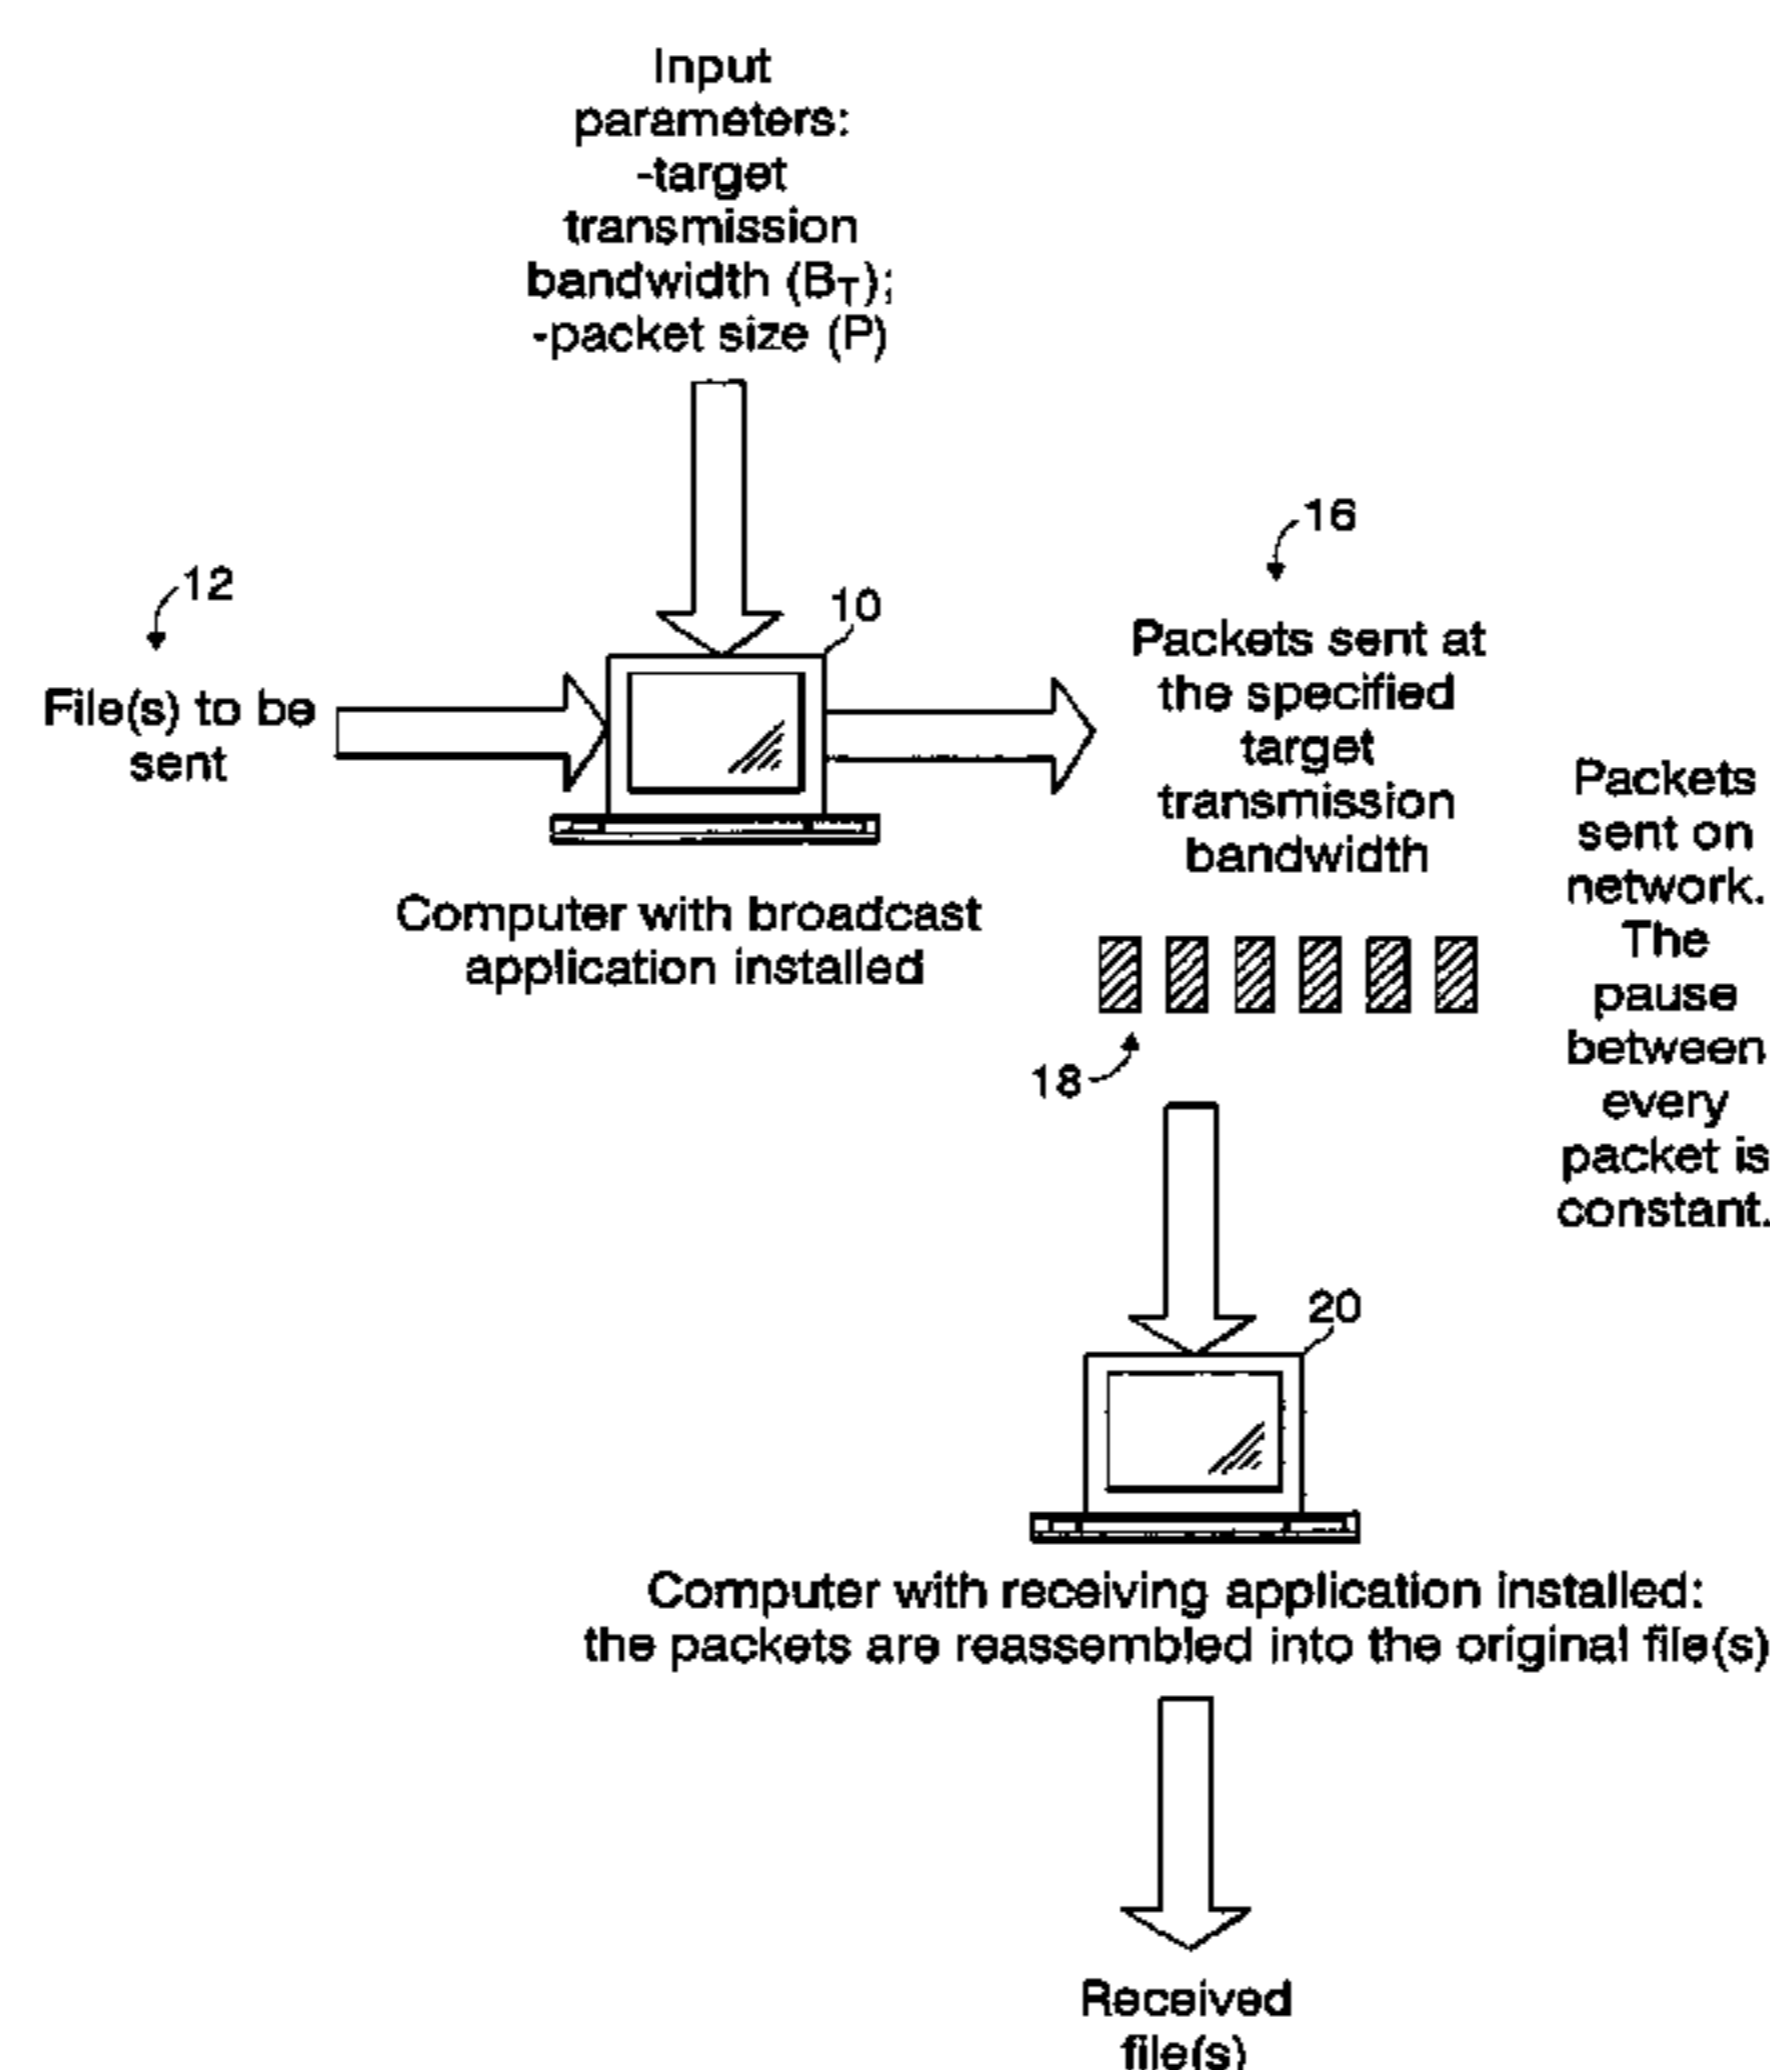 Input
parameters:
-target
transmission
bandwidth (BT);
-packet size (P)
16
12
10
Packets sent at
the specified
target
transmission
bandwidth
File(s) to be
sent
Packets
sent on
network.
The
pause
between
every
packet is
constant.
Computer with broadcast
application installed
18
20
Computer with receiving application installed:
the packets are reassembled into the original file(s)
Received
file(s)